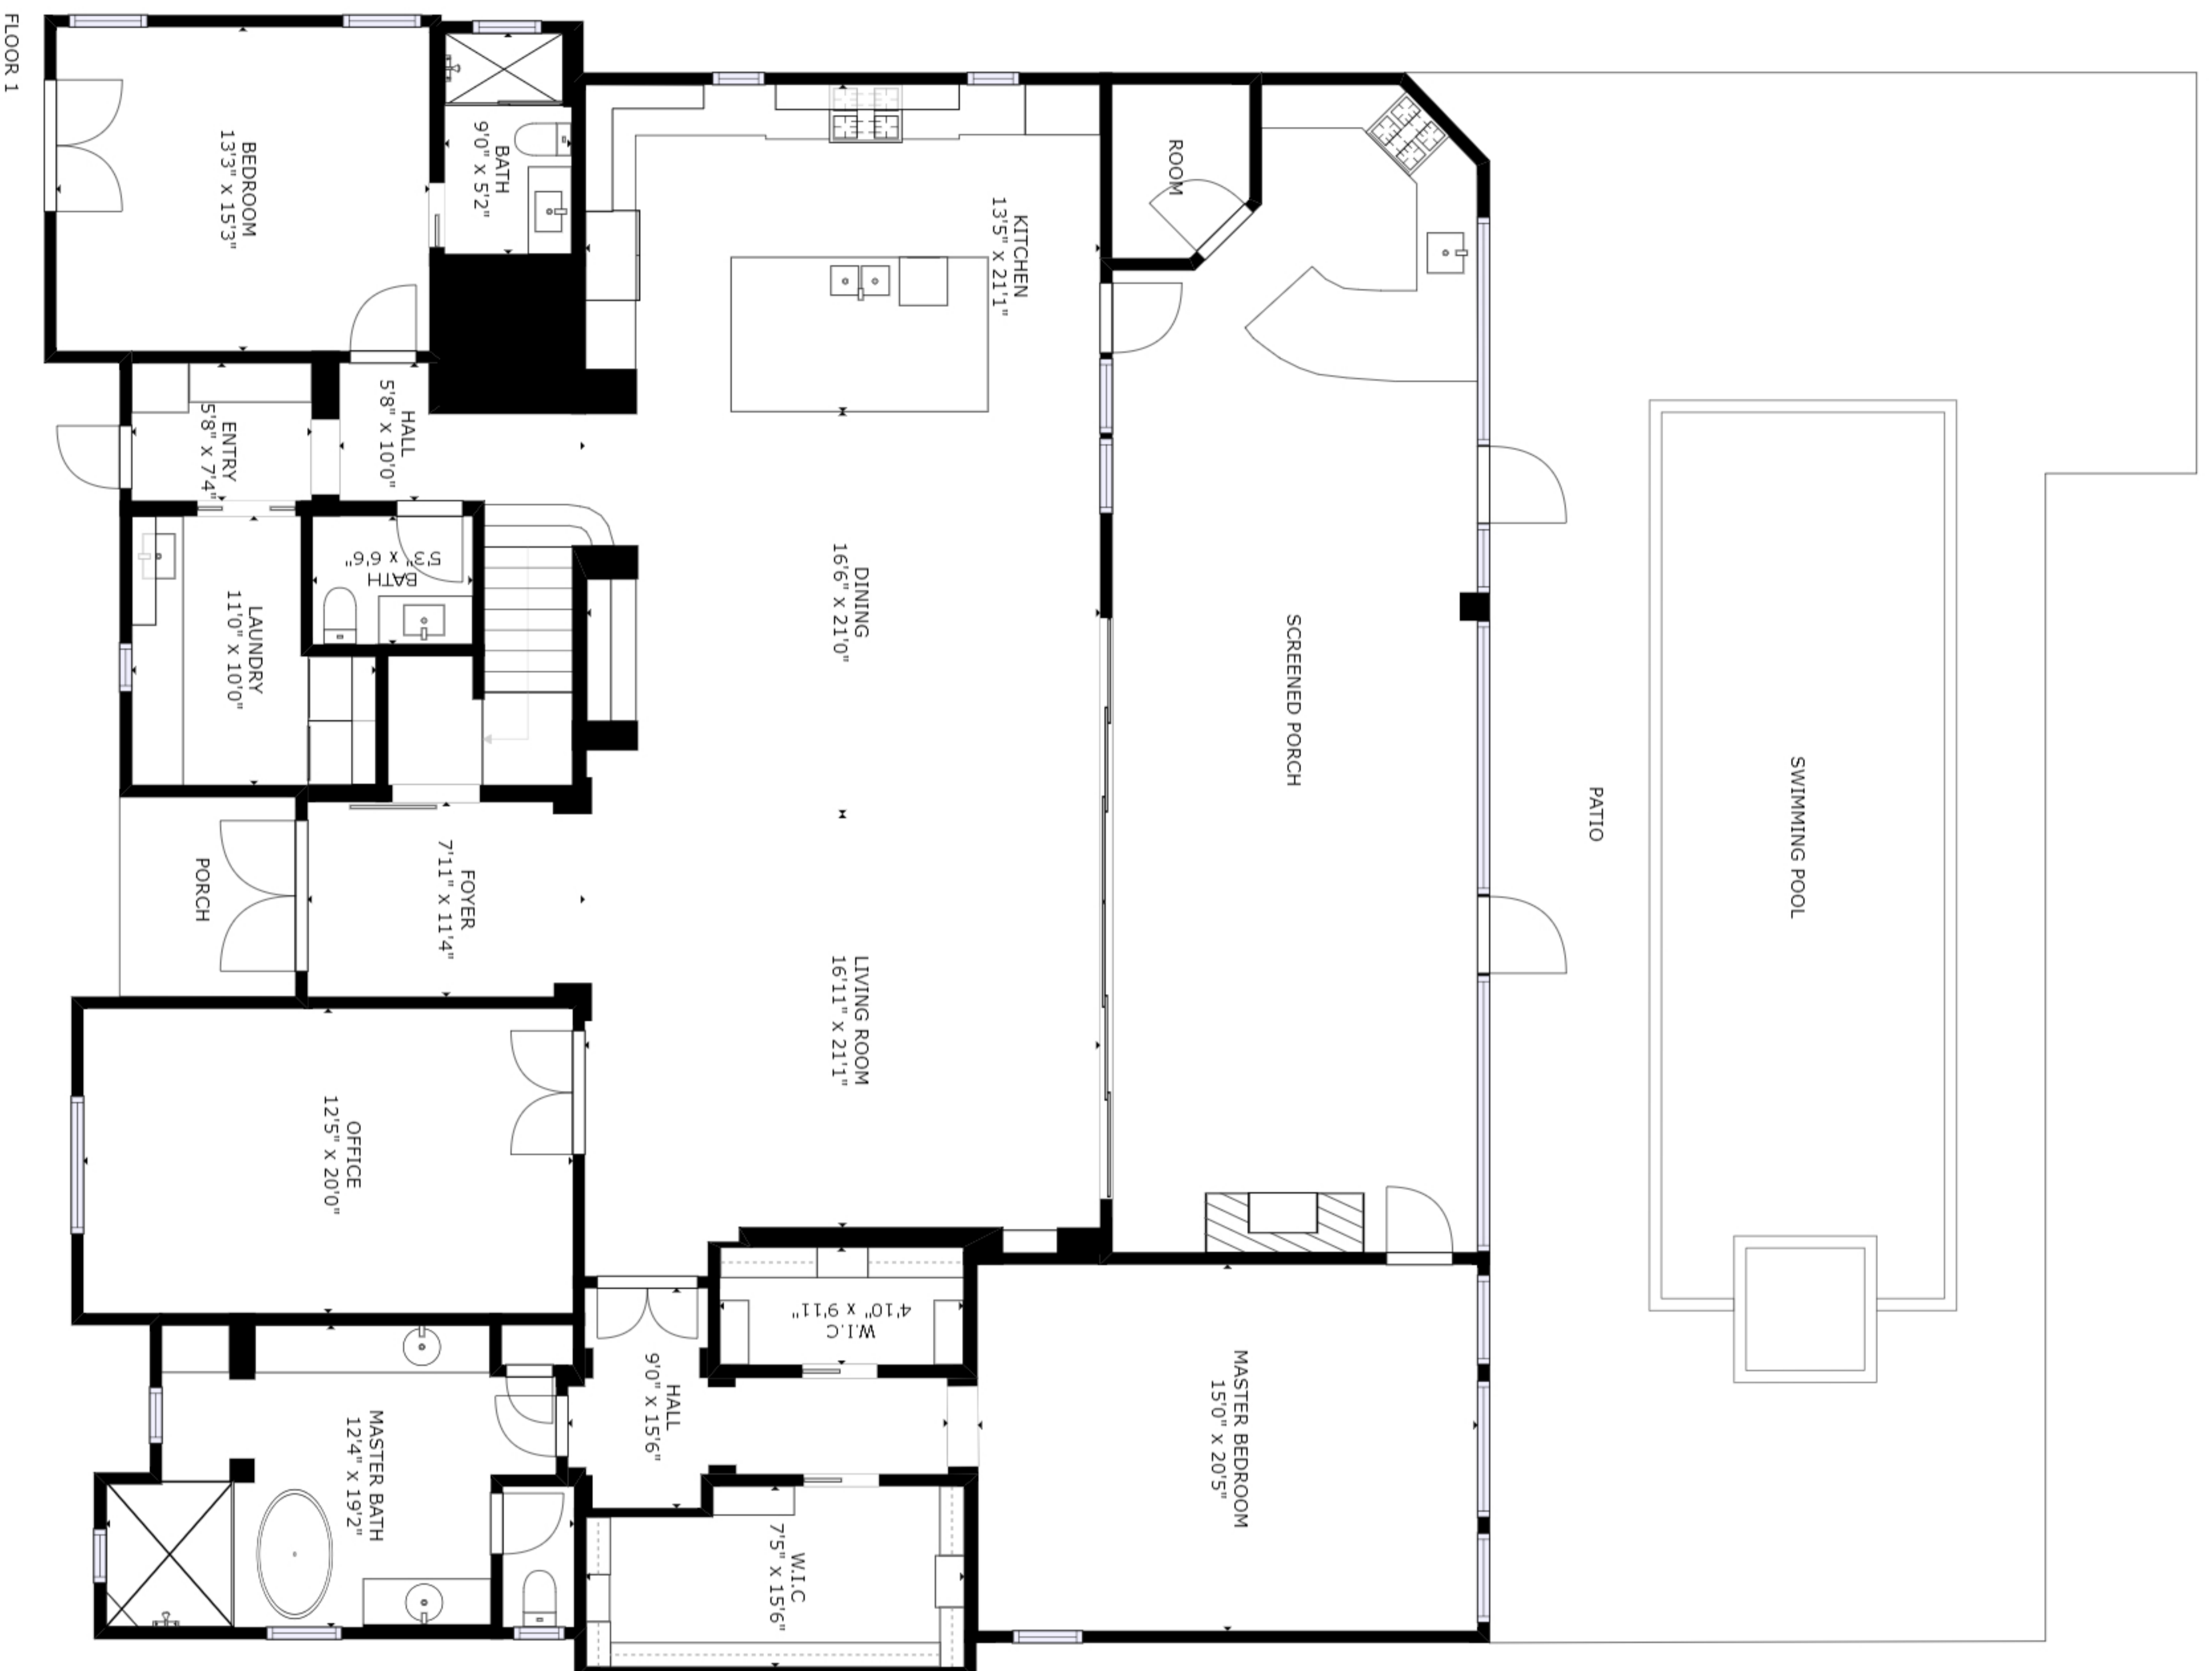 FLOOR 1
BEDROOM
13'3" x 15'3"
BATH
9'0" x 5'2"
KITCHEN
13'5" x 21'1"
ROOM
HALL
5'8" x 10'0"
ENTRY
5'8" x 7'4"
BATH
5'3" x 6'6"
LAUNDRY
11'0" x 10'0"
DINING
16'6" x 21'0"
SCREENED PORCH
PATIO
SWIMMING POOL
PORCH
FOYER
7'11" x 11'4"
LIVING ROOM
16'11" x 21'1"
OFFICE
12'5" x 20'0"
W.I.C
4'10" x 9'11"
HALL
9'0" x 15'6"
MASTER BEDROOM
15'0" x 20'5"
MASTER BATH
12'4" x 19'2"
W.I.C
7'5" x 15'6"